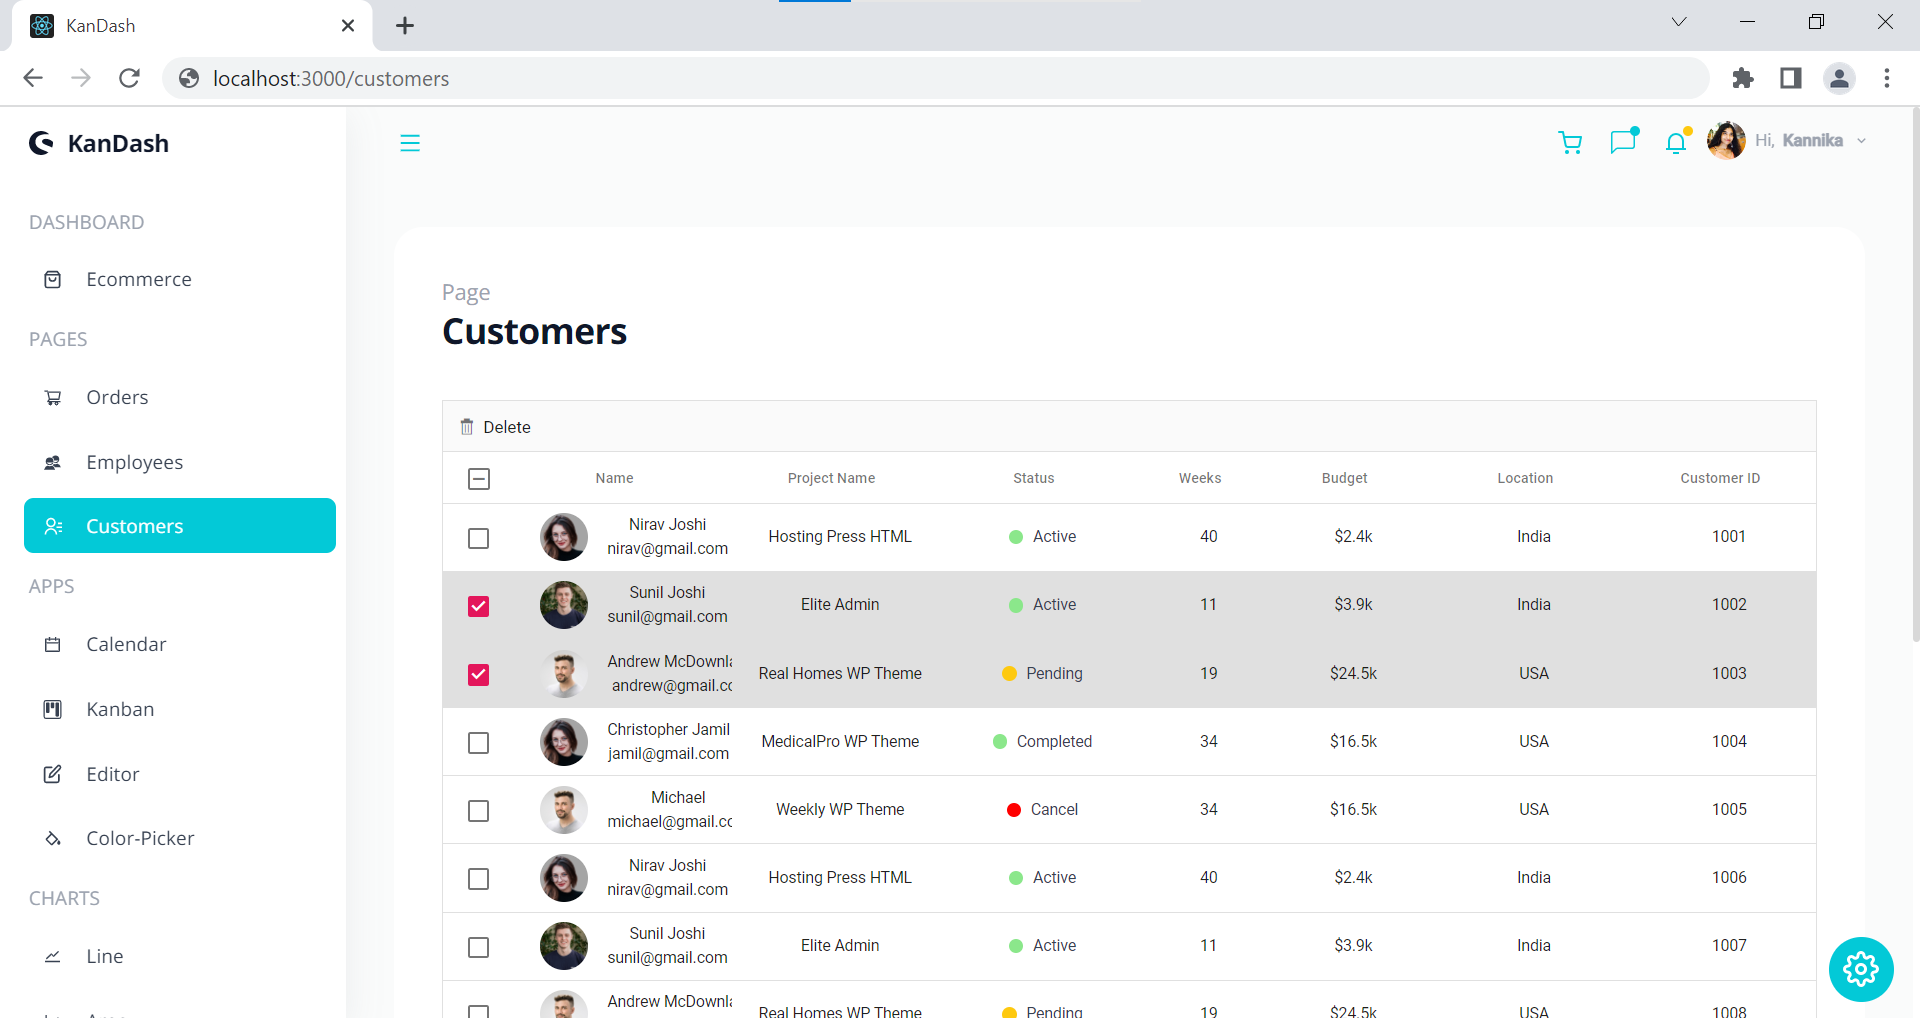 KanDash
localhost:3000/customers
KanDash
Hi, Kannika
DASHBOARD
Ecommerce
PAGES
Orders
Employees
Customers
APPS
Calendar
Kanban
Editor
Color-Picker
CHARTS
Line
Page
Customers
Delete
Name Project Name Status Weeks Budget Location Customer ID
Nirav Joshi
nirav@gmail.com Hosting Press HTML Active 40 $2.4k India 1001
Sunil Joshi
sunil@gmail.com Elite Admin Active 11 $3.9k India 1002
Andrew McDownla
andrew@gmail.co Real Homes WP Theme Pending 19 $24.5k USA 1003
Christopher Jamil
jamil@gmail.com MedicalPro WP Theme Completed 34 $16.5k USA 1004
Michael
michael@gmail.co Weekly WP Theme Cancel 34 $16.5k USA 1005
Nirav Joshi
nirav@gmail.com Hosting Press HTML Active 40 $2.4k India 1006
Sunil Joshi
sunil@gmail.com Elite Admin Active 11 $3.9k India 1007
Andrew McDownla
Real Homes WP Theme Pending 19 $24.5k USA 1008